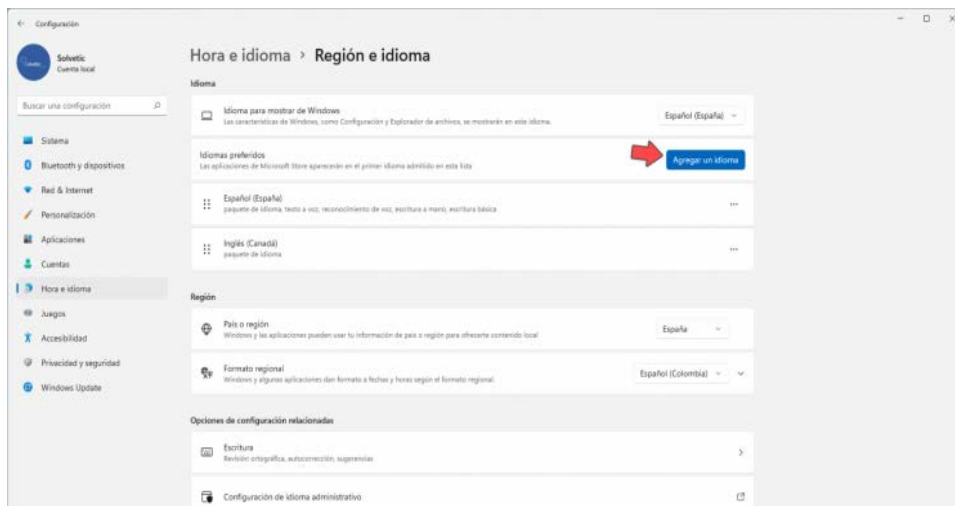 Configuración
Solvetic
Cuenta local
Buscar una configuración
Sistema
Bluetooth y dispositivos
Red & Internet
Personalización
Aplicaciones
Cuentas
Hora e idioma
Juegos
Accesibilidad
Privacidad y seguridad
Windows Update
Hora e idioma › Región e idioma
Idioma
Idioma para mostrar de Windows
Las características de Windows, como Configuración y Explorador de archivos, se mostrarán en este idioma.
Español (España)
Idiomas preferidos
Las aplicaciones de Microsoft Store aparecerán en el primer idioma admitido en esta lista
Agregar un idioma
Español (España)
paquete de idioma, texto a voz, reconocimiento de voz, escritura a mano, escritura básica
Inglés (Canadá)
paquete de idioma
Región
País o región
Windows y las aplicaciones pueden usar tu información de país o región para ofrecerte contenido local
España
Formato regional
Windows y algunas aplicaciones dan formato a fechas y horas según el formato regional.
Español (Colombia)
Opciones de configuración relacionadas
Escritura
Revisión ortográfica, autocorrección, sugerencias
Configuración de idioma administrativo